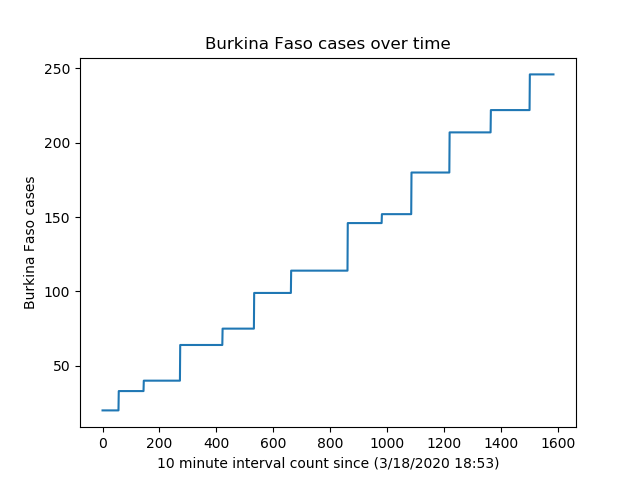 Burkina Faso cases over time
Burkina Faso cases
250
200
150
100
50
0 200 400 600 800 1000 1200 1400 1600
10 minute interval count since (3/18/2020 18:53)